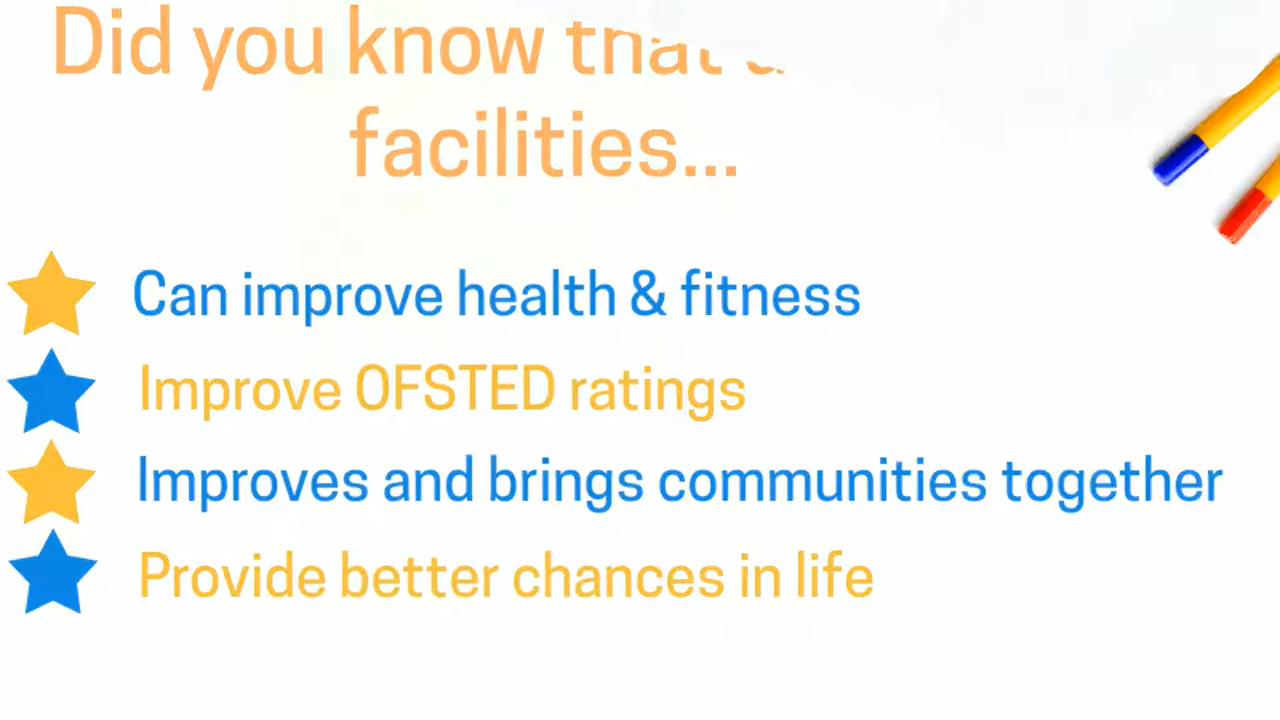 Did you know that
facilities...
Can improve health & fitness
Improve OFSTED ratings
Improves and brings communities together
Provide better chances in life